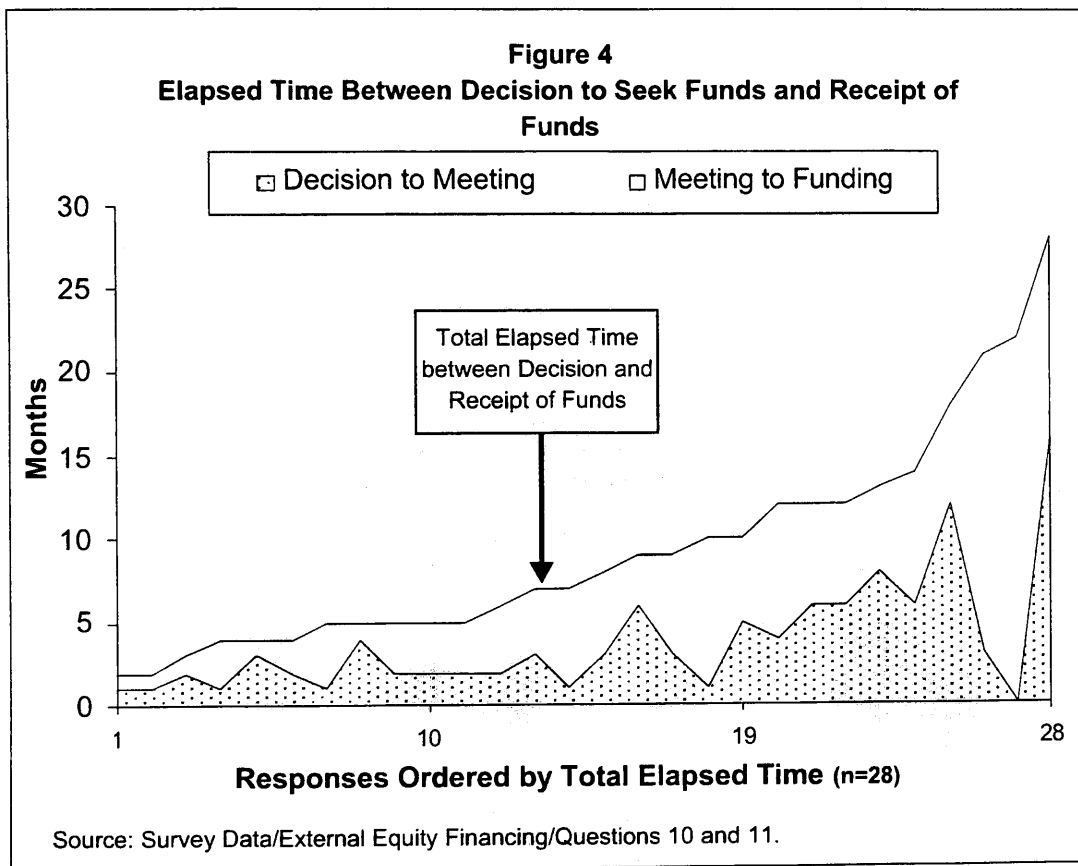 Figure 4
Elapsed Time Between Decision to Seek Funds and Receipt of
Funds
Decision to Meeting Meeting to Funding
30
25
20
15
10
5
0
Months
Total Elapsed Time
between Decision and
Receipt of Funds
1 10 19 28
Responses Ordered by Total Elapsed Time (n=28)
Source: Survey Data/External Equity Financing/Questions 10 and 11.